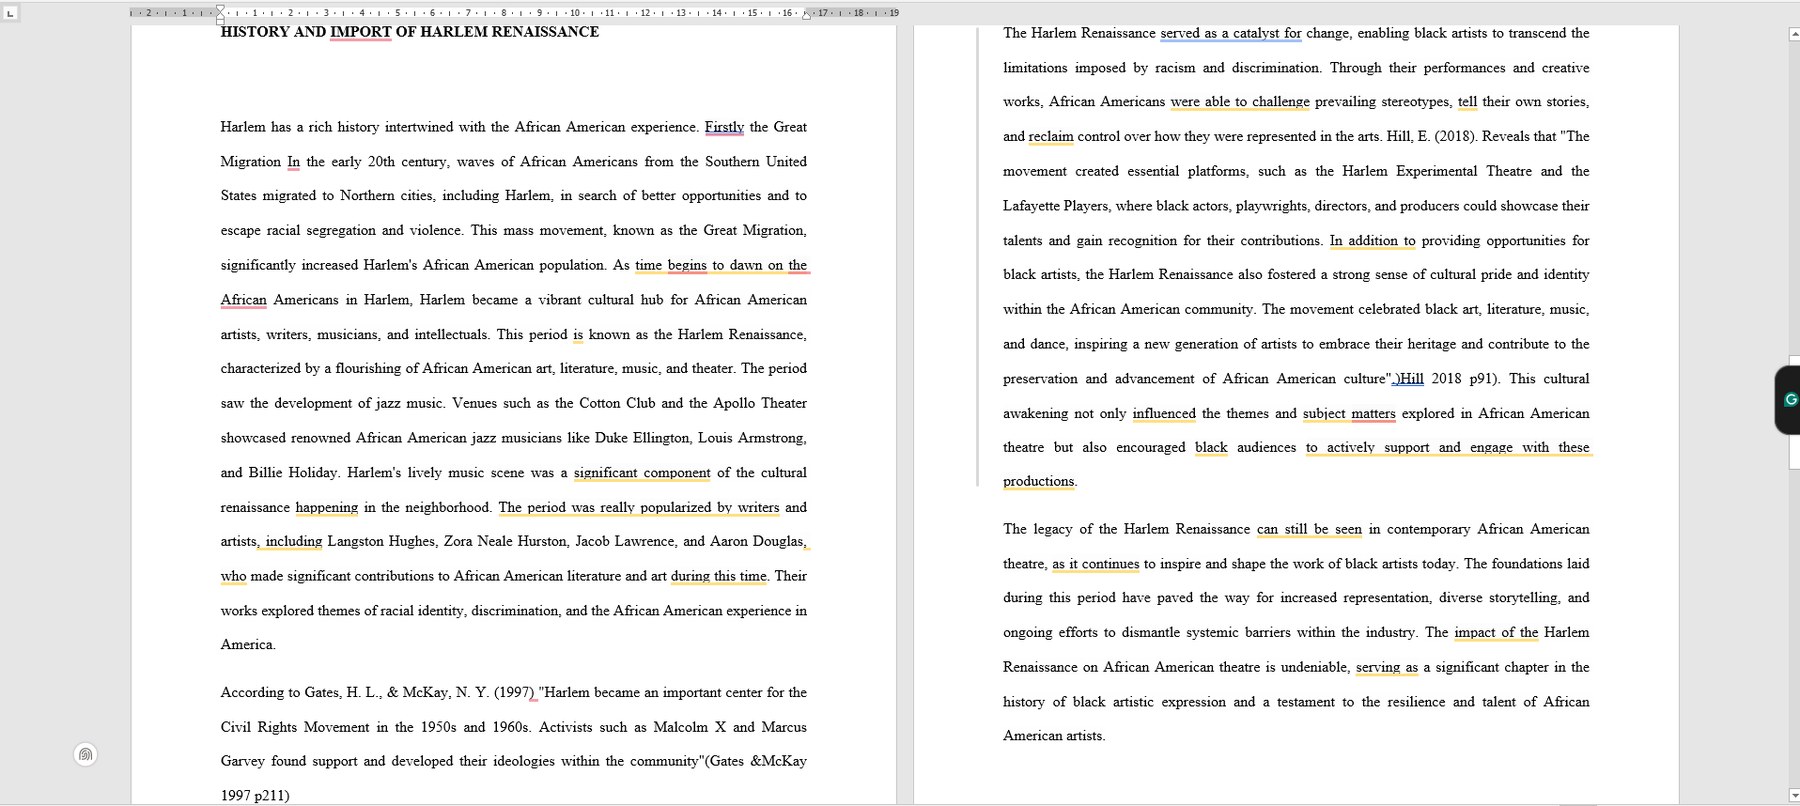 2 1 1 2 3 4 5 6 7 8 9 10 11 12 13 14 15 16 17 18 19
HISTORY AND IMPORT OF HARLEM RENAISSANCE
Harlem has a rich history intertwined with the African American experience. Firstly the Great
Migration In the early 20th century, waves of African Americans from the Southern United
States migrated to Northern cities, including Harlem, in search of better opportunities and to
escape racial segregation and violence. This mass movement, known as the Great Migration,
significantly increased Harlem's African American population. As time begins to dawn on the
African Americans in Harlem, Harlem became a vibrant cultural hub for African American
artists, writers, musicians, and intellectuals. This period is known as the Harlem Renaissance,
characterized by a flourishing of African American art, literature, music, and theater. The period
saw the development of jazz music. Venues such as the Cotton Club and the Apollo Theater
showcased renowned African American jazz musicians like Duke Ellington, Louis Armstrong,
and Billie Holiday. Harlem's lively music scene was a significant component of the cultural
renaissance happening in the neighborhood. The period was really popularized by writers and
artists, including Langston Hughes, Zora Neale Hurston, Jacob Lawrence, and Aaron Douglas,
who made significant contributions to African American literature and art during this time. Their
works explored themes of racial identity, discrimination, and the African American experience in
America.
According to Gates, H. L., & McKay, N. Y. (1997) "Harlem became an important center for the
Civil Rights Movement in the 1950s and 1960s. Activists such as Malcolm X and Marcus
Garvey found support and developed their ideologies within the community"(Gates &McKay
1997 p211)
The Harlem Renaissance served as a catalyst for change, enabling black artists to transcend the
limitations imposed by racism and discrimination. Through their performances and creative
works, African Americans were able to challenge prevailing stereotypes, tell their own stories,
and reclaim control over how they were represented in the arts. Hill, E. (2018). Reveals that "The
movement created essential platforms, such as the Harlem Experimental Theatre and the
Lafayette Players, where black actors, playwrights, directors, and producers could showcase their
talents and gain recognition for their contributions. In addition to providing opportunities for
black artists, the Harlem Renaissance also fostered a strong sense of cultural pride and identity
within the African American community. The movement celebrated black art, literature, music,
and dance, inspiring a new generation of artists to embrace their heritage and contribute to the
preservation and advancement of African American culture".)Hill 2018 p91). This cultural
awakening not only influenced the themes and subject matters explored in African American
theatre but also encouraged black audiences to actively support and engage with these
productions.
The legacy of the Harlem Renaissance can still be seen in contemporary African American
theatre, as it continues to inspire and shape the work of black artists today. The foundations laid
during this period have paved the way for increased representation, diverse storytelling, and
ongoing efforts to dismantle systemic barriers within the industry. The impact of the Harlem
Renaissance on African American theatre is undeniable, serving as a significant chapter in the
history of black artistic expression and a testament to the resilience and talent of African
American artists.